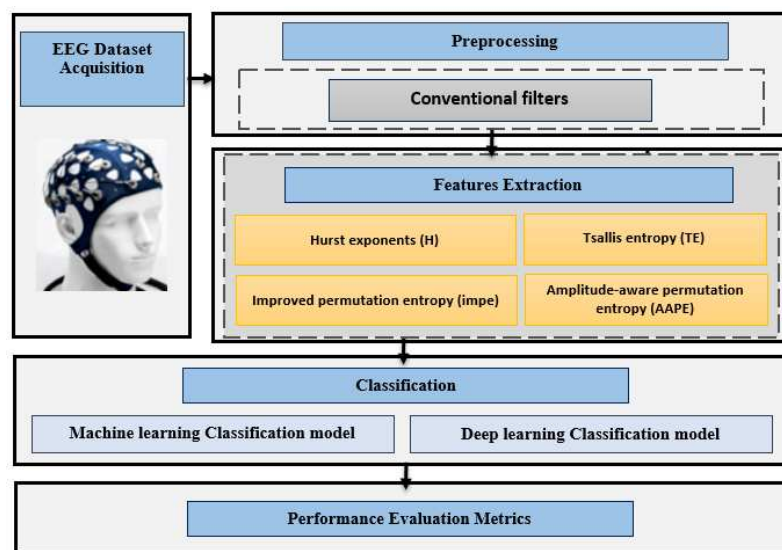 EEG Dataset
Acquisition
Preprocessing
Conventional filters
Features Extraction
Hurst exponents (H)
Tsallis entropy (TE)
Improved permutation entropy (impe)
Amplitude-aware permutation
entropy (AAPE)
Classification
Machine learning Classification model
Deep learning Classification model
Performance Evaluation Metrics